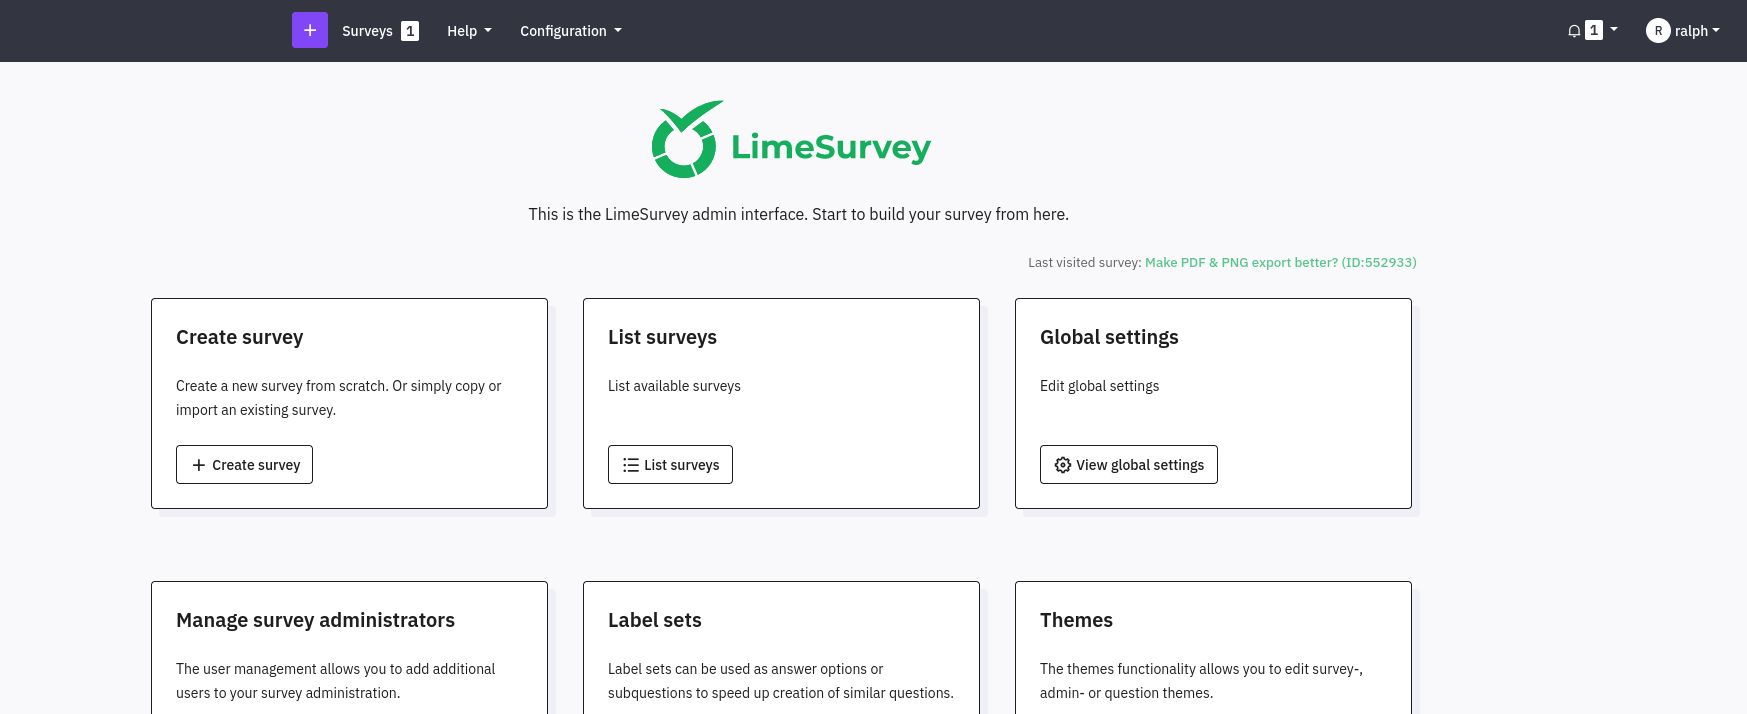 + Surveys 1 Help Configuration 1 R ralph
LimeSurvey
This is the LimeSurvey admin interface. Start to build your survey from here.
Last visited survey: Make PDF & PNG export better? (ID:552933)
Create survey
Create a new survey from scratch. Or simply copy or
import an existing survey.
+ Create survey
List surveys
List available surveys
List surveys
Global settings
Edit global settings
View global settings
Manage survey administrators
The user management allows you to add additional
users to your survey administration.
Label sets
Label sets can be used as answer options or
subquestions to speed up creation of similar questions.
Themes
The themes functionality allows you to edit survey-,
admin- or question themes.